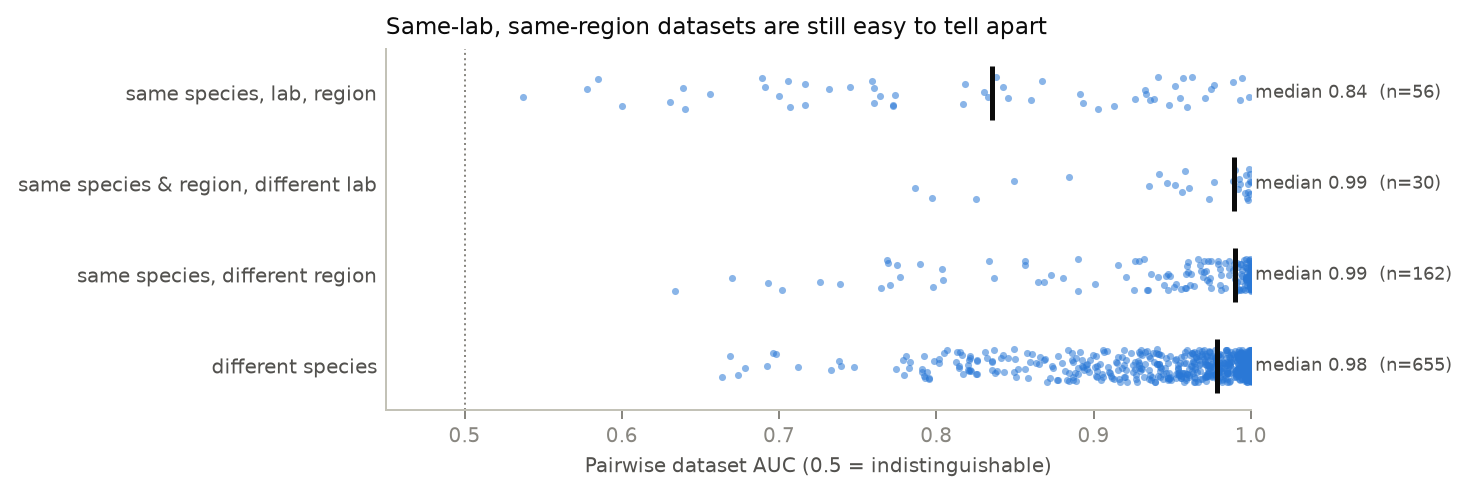 Same-lab, same-region datasets are still easy to tell apart
same species, lab, region
median 0.84 (n=56)
same species & region, different lab
median 0.99 (n=30)
same species, different region
median 0.99 (n=162)
different species
median 0.98 (n=655)
0.5 0.6 0.7 0.8 0.9 1.0
Pairwise dataset AUC (0.5 = indistinguishable)